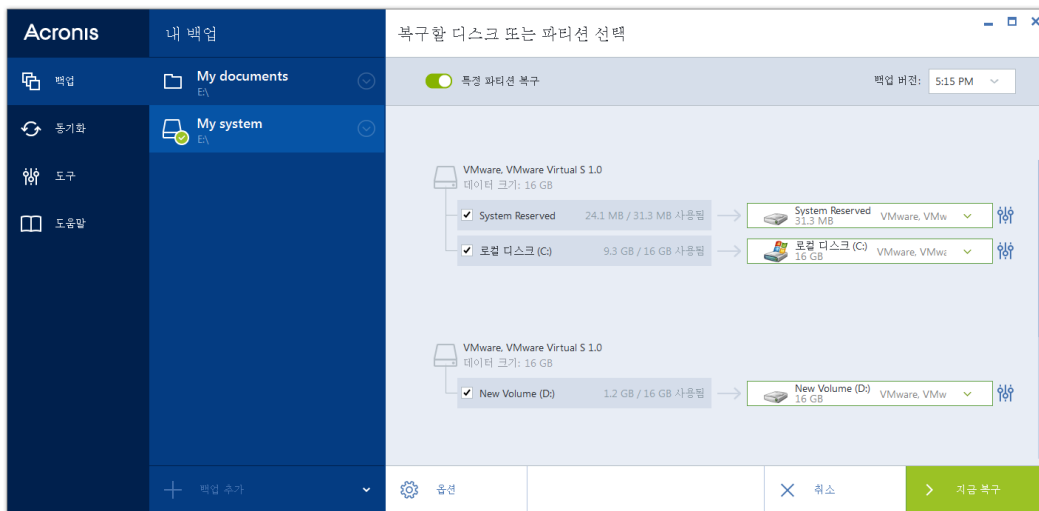 Acronis
내 백업
복구할 디스크 또는 파티션 선택
백업
동기화
도구
도움말
My documents
E:\
My system
E:\
백업 추가
특정 파티션 복구
백업 버전: 5:15 PM
VMware, VMware Virtual S 1.0
데이터 크기: 16 GB
System Reserved 24.1 MB / 31.3 MB 사용됨 System Reserved VMware, VMw
31.3 MB
로컬 디스크 (C:) 9.3 GB / 16 GB 사용됨 로컬 디스크 (C:) VMware, VMwa
16 GB
VMware, VMware Virtual S 1.0
데이터 크기: 16 GB
New Volume (D:) 1.2 GB / 16 GB 사용됨 New Volume (D:) VMware, VMw
16 GB
옵션
취소
지금 복구